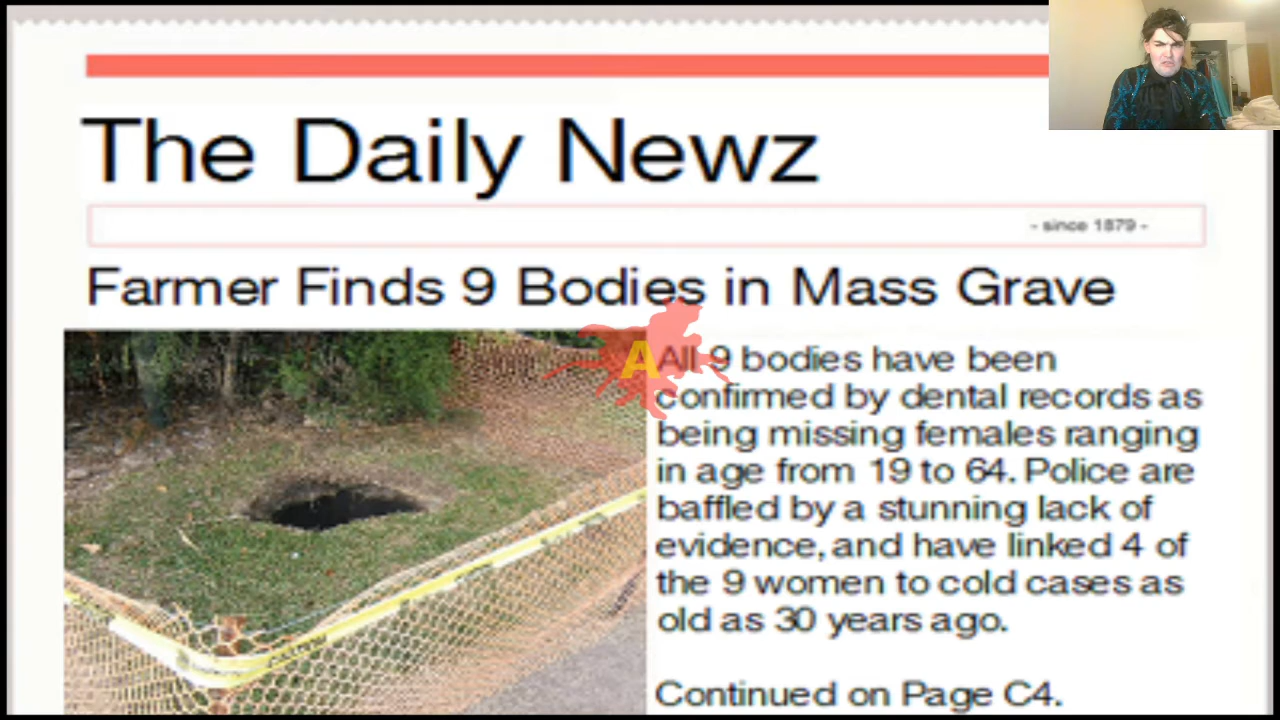 The Daily Newz
- since 1879 -
Farmer Finds 9 Bodies in Mass Grave
A
All 9 bodies have been
confirmed by dental records as
being missing females ranging
in age from 19 to 64. Police are
baffled by a stunning lack of
evidence, and have linked 4 of
the 9 women to cold cases as
old as 30 years ago.
Continued on Page C4.